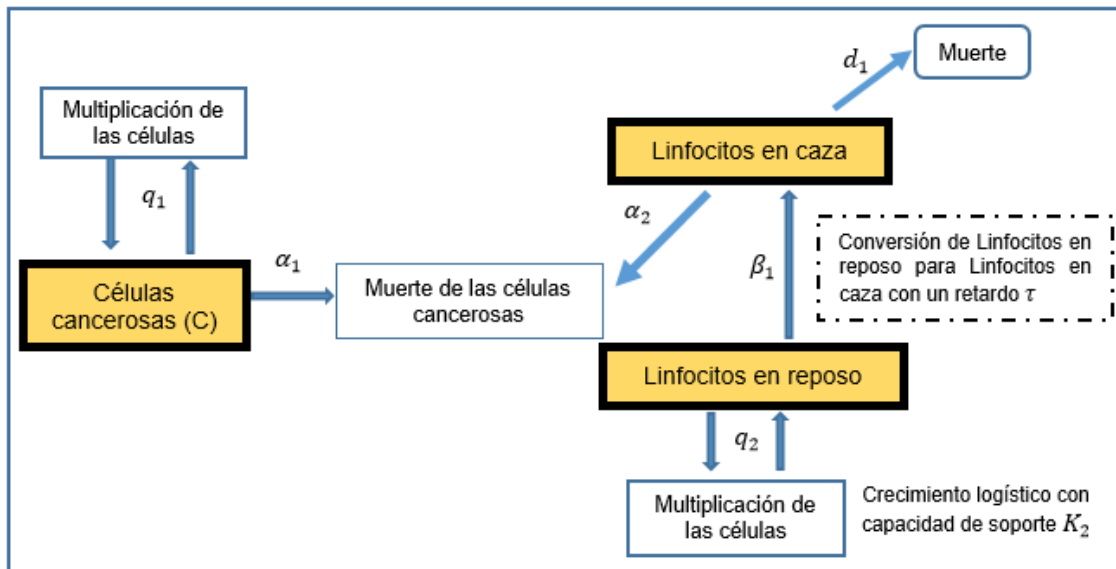 Multiplicación de
las células
q₁
Células
cancerosas (C)
α₁
Muerte de las células
cancerosas
Muerte
d₁
Linfocitos en caza
α₂
β₁
Conversión de Linfocitos en
reposo para Linfocitos en
caza con un retardo τ
Linfocitos en reposo
q₂
Multiplicación de
las células
Crecimiento logístico con
capacidad de soporte K₂